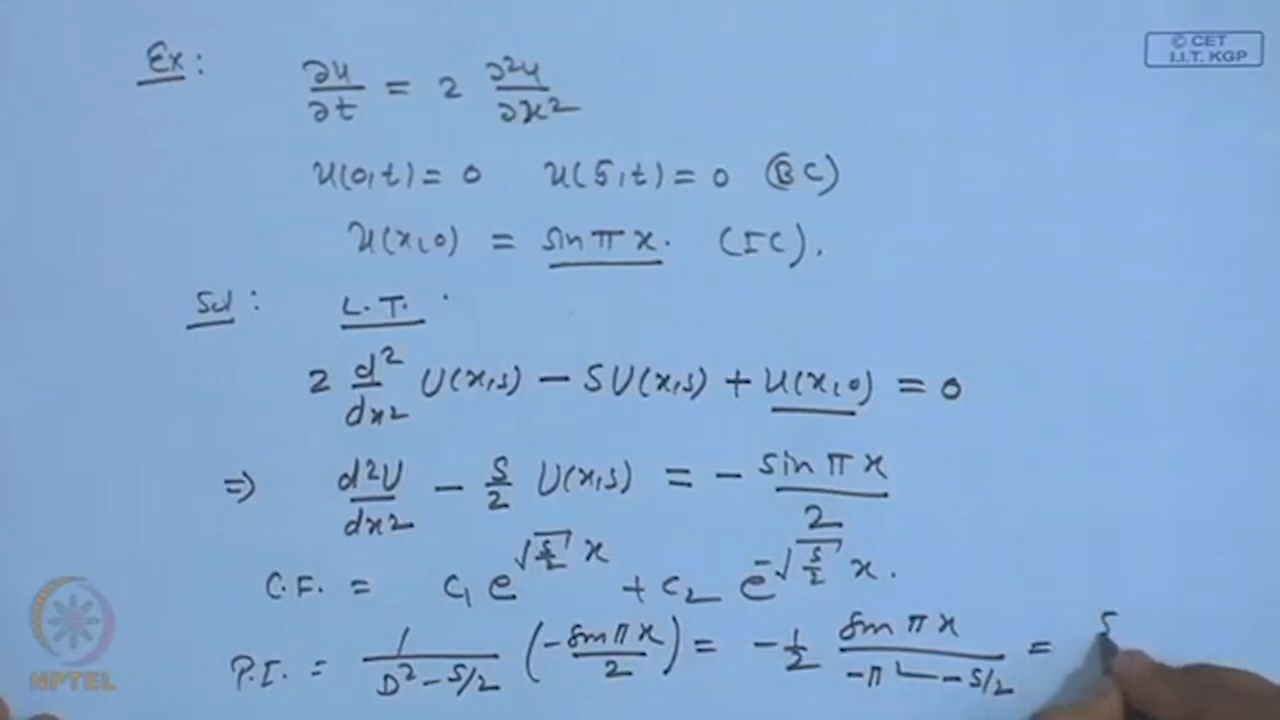 © CET
I.I.T. KGP
Ex: ∂u/∂t = 2 ∂²u/∂x²
u(0,t) = 0 u(5,t) = 0 (BC)
u(x,0) = sin πx. (IC).
Sol: L.T.
2 d²/dx² U(x,s) − SU(x,s) + u(x,0) = 0
⇒ d²U/dx² − S/2 U(x,s) = − sin πx / 2
C.F. = C₁ e^{√(s/2) x} + C₂ e^{−√(s/2) x}.
P.I. = 1/(D² − S/2) (−sin πx/2) = −1/2 sin πx/(−π² − S/2) = s
NPTEL